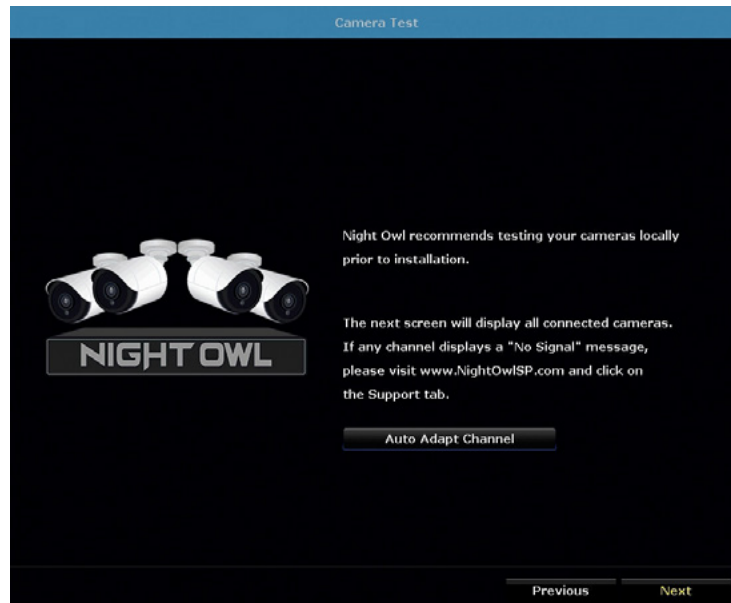 Camera Test
Night Owl recommends testing your cameras locally
prior to installation.
NIGHT OWL
The next screen will display all connected cameras.
If any channel displays a "No Signal" message,
please visit www.NightOwlSP.com and click on
the Support tab.
Auto Adapt Channel
Previous
Next